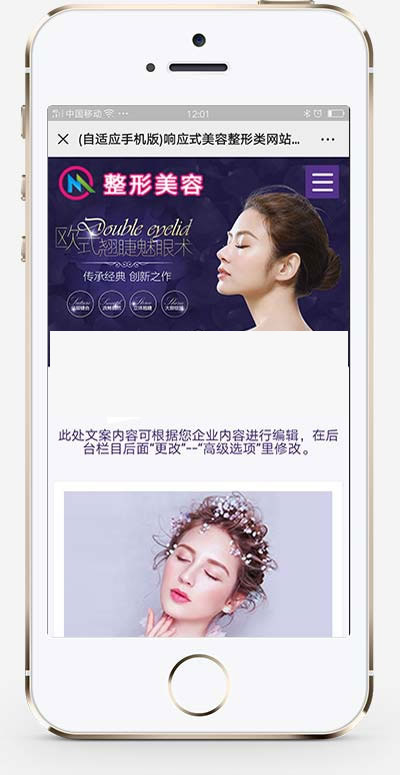 中国移动 ··· 12:01
× (自适应手机版)响应式美容整形类网站... ···
整形美容
Double eyelid
欧式翘睫魅眼术
传承经典 创新之作
此处文案内容可根据您企业内容进行编辑，在后
台栏目后面“更改”--“高级选项”里修改。